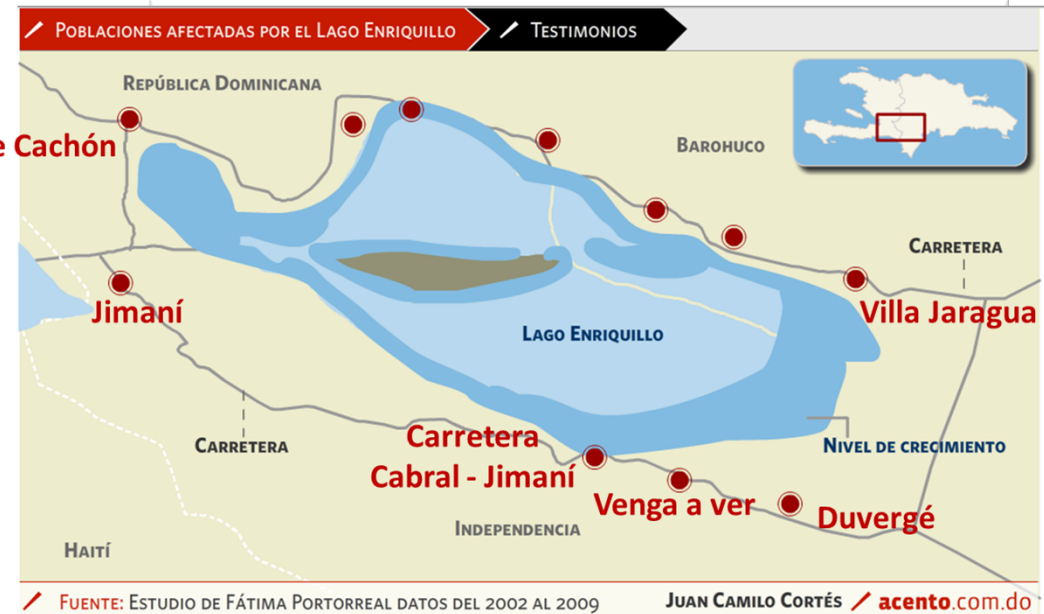 POBLACIONES AFECTADAS POR EL LAGO ENRIQUILLO
TESTIMONIOS
REPÚBLICA DOMINICANA
e Cachón
BAROHUCO
CARRETERA
Jimaní
Villa Jaragua
LAGO ENRIQUILLO
CARRETERA
Carretera
Cabral - Jimaní
NIVEL DE CRECIMIENTO
Venga a ver
Duvergé
INDEPENDENCIA
HAITÍ
FUENTE: ESTUDIO DE FÁTIMA PORTORREAL DATOS DEL 2002 AL 2009
JUAN CAMILO CORTÉS
acento.com.do